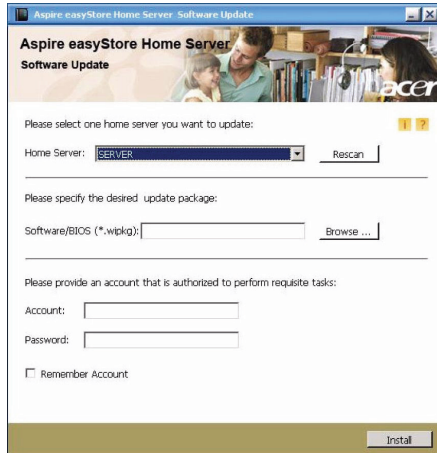 Aspire easyStore Home Server Software Update
Aspire easyStore Home Server
Software Update
acer
Please select one home server you want to update:
i ?
Home Server: SERVER Rescan
Please specify the desired update package:
Software/BIOS (*.wipkg): Browse ...
Please provide an account that is authorized to perform requisite tasks:
Account:
Password:
Remember Account
Install